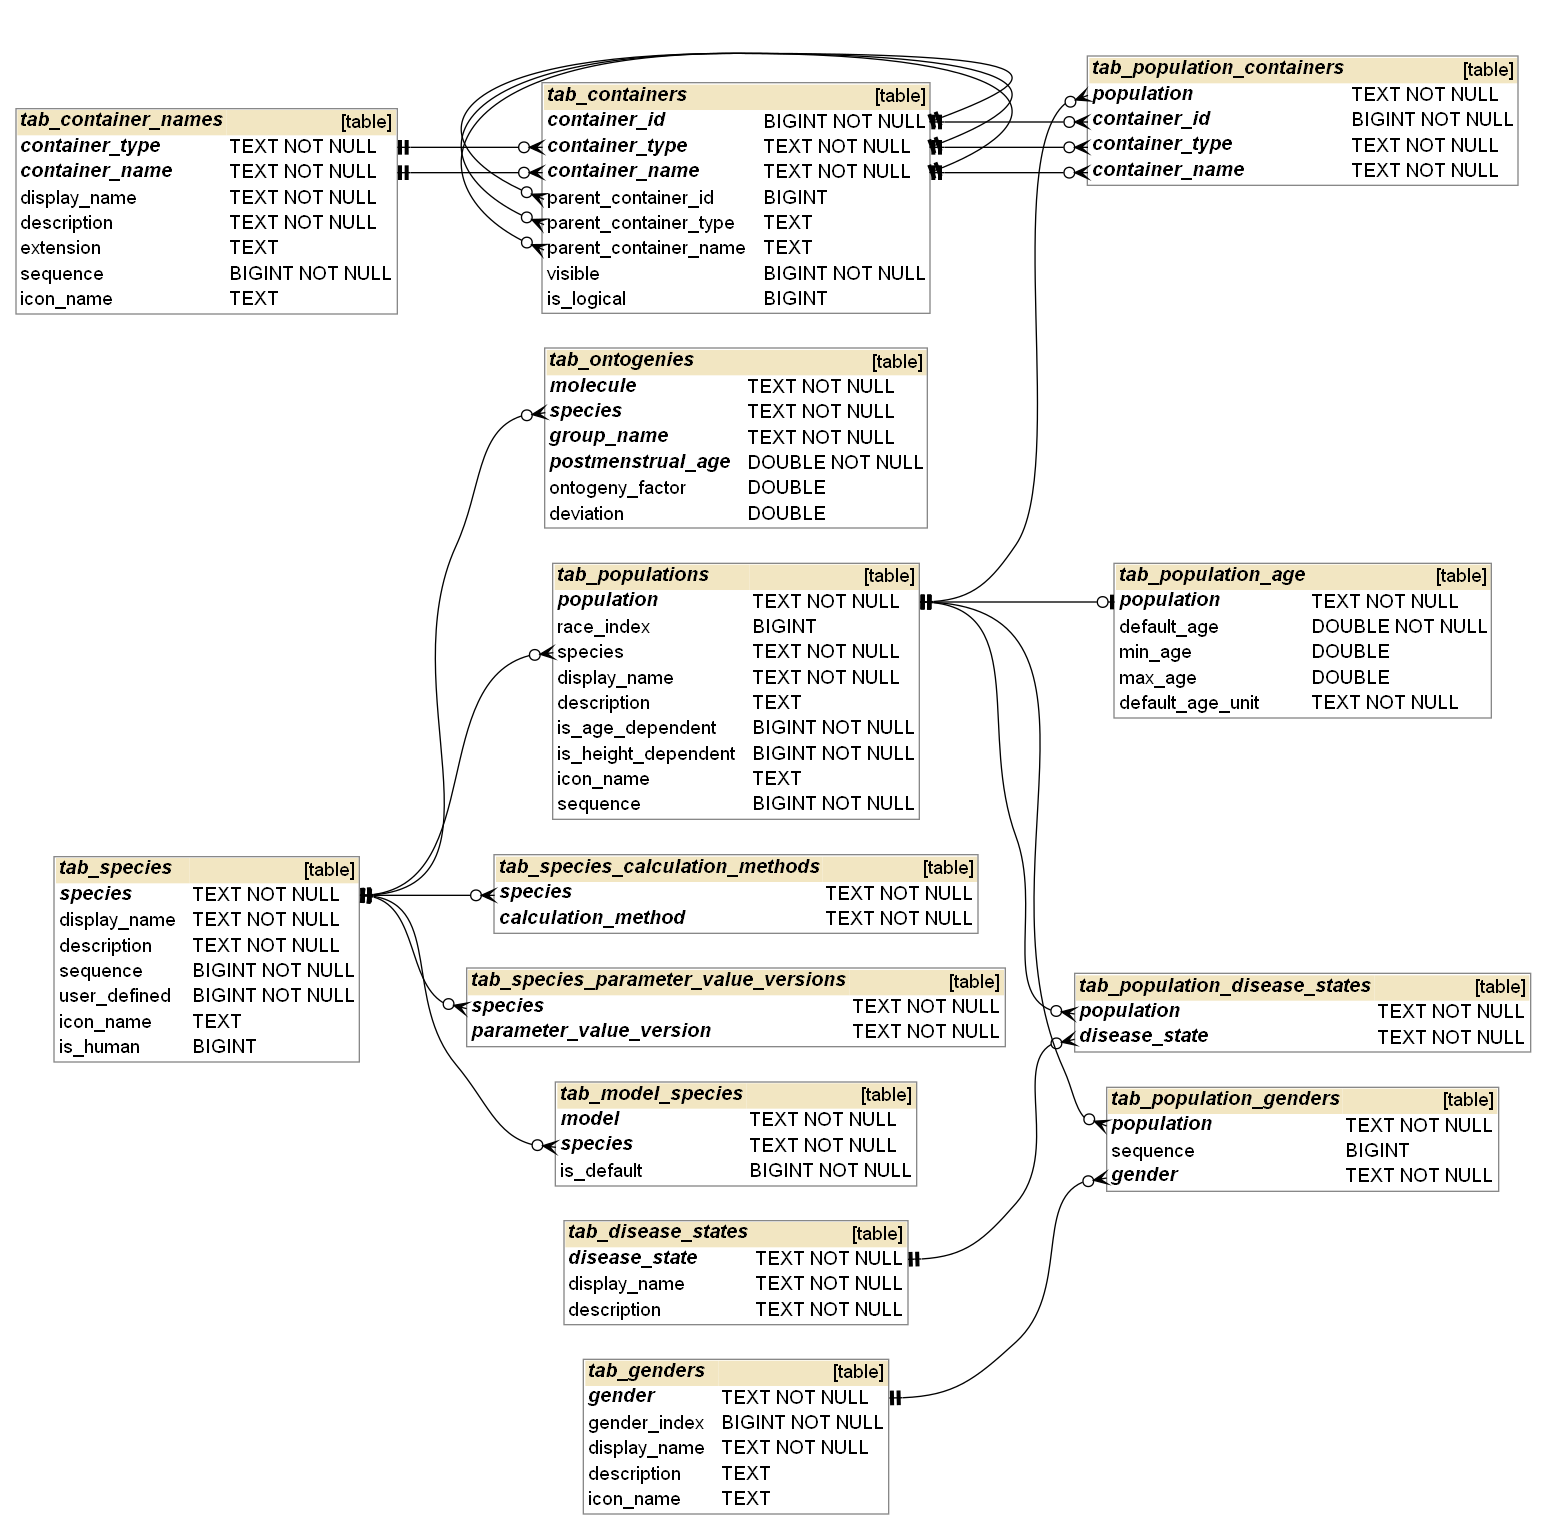 tab_container_names [table]
container_type TEXT NOT NULL
container_name TEXT NOT NULL
display_name TEXT NOT NULL
description TEXT NOT NULL
extension TEXT
sequence BIGINT NOT NULL
icon_name TEXT
tab_containers [table]
container_id BIGINT NOT NULL
container_type TEXT NOT NULL
container_name TEXT NOT NULL
parent_container_id BIGINT
parent_container_type TEXT
parent_container_name TEXT
visible BIGINT NOT NULL
is_logical BIGINT
tab_population_containers [table]
population TEXT NOT NULL
container_id BIGINT NOT NULL
container_type TEXT NOT NULL
container_name TEXT NOT NULL
tab_ontogenies [table]
molecule TEXT NOT NULL
species TEXT NOT NULL
group_name TEXT NOT NULL
postmenstrual_age DOUBLE NOT NULL
ontogeny_factor DOUBLE
deviation DOUBLE
tab_populations [table]
population TEXT NOT NULL
race_index BIGINT
species TEXT NOT NULL
display_name TEXT NOT NULL
description TEXT
is_age_dependent BIGINT NOT NULL
is_height_dependent BIGINT NOT NULL
icon_name TEXT
sequence BIGINT NOT NULL
tab_population_age [table]
population TEXT NOT NULL
default_age DOUBLE NOT NULL
min_age DOUBLE
max_age DOUBLE
default_age_unit TEXT NOT NULL
tab_species [table]
species TEXT NOT NULL
display_name TEXT NOT NULL
description TEXT NOT NULL
sequence BIGINT NOT NULL
user_defined BIGINT NOT NULL
icon_name TEXT
is_human BIGINT
tab_species_calculation_methods [table]
species TEXT NOT NULL
calculation_method TEXT NOT NULL
tab_species_parameter_value_versions [table]
species TEXT NOT NULL
parameter_value_version TEXT NOT NULL
tab_population_disease_states [table]
population TEXT NOT NULL
disease_state TEXT NOT NULL
tab_model_species [table]
model TEXT NOT NULL
species TEXT NOT NULL
is_default BIGINT NOT NULL
tab_population_genders [table]
population TEXT NOT NULL
sequence BIGINT
gender TEXT NOT NULL
tab_disease_states [table]
disease_state TEXT NOT NULL
display_name TEXT NOT NULL
description TEXT NOT NULL
tab_genders [table]
gender TEXT NOT NULL
gender_index BIGINT NOT NULL
display_name TEXT NOT NULL
description TEXT
icon_name TEXT